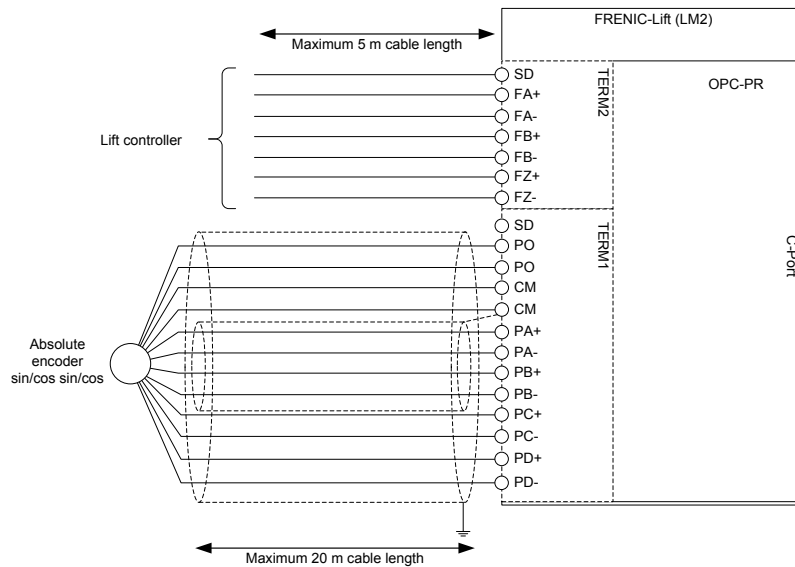 FRENIC-Lift (LM2)
Maximum 5 m cable length
OPC-PR
TERM2
SD
FA+
FA-
FB+
FB-
FZ+
FZ-
Lift controller
TERM1
C-Port
SD
PO
PO
CM
CM
PA+
PA-
PB+
PB-
PC+
PC-
PD+
PD-
Absolute
encoder
sin/cos sin/cos
Maximum 20 m cable length